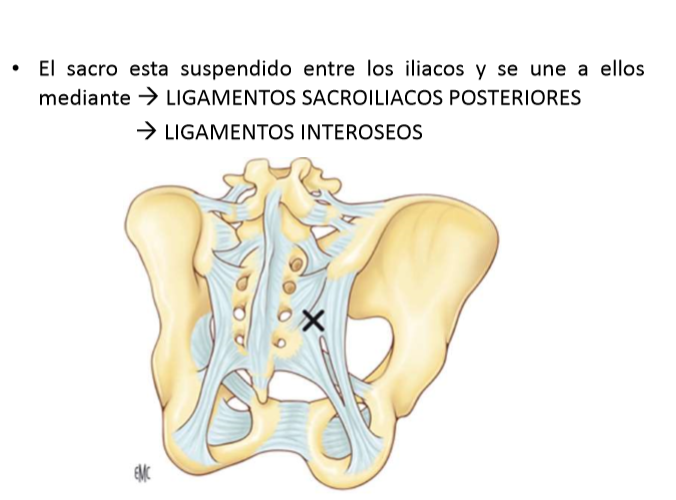 • El sacro esta suspendido entre los iliacos y se une a ellos
mediante → LIGAMENTOS SACROILIACOS POSTERIORES
→ LIGAMENTOS INTEROSEOS
EMC